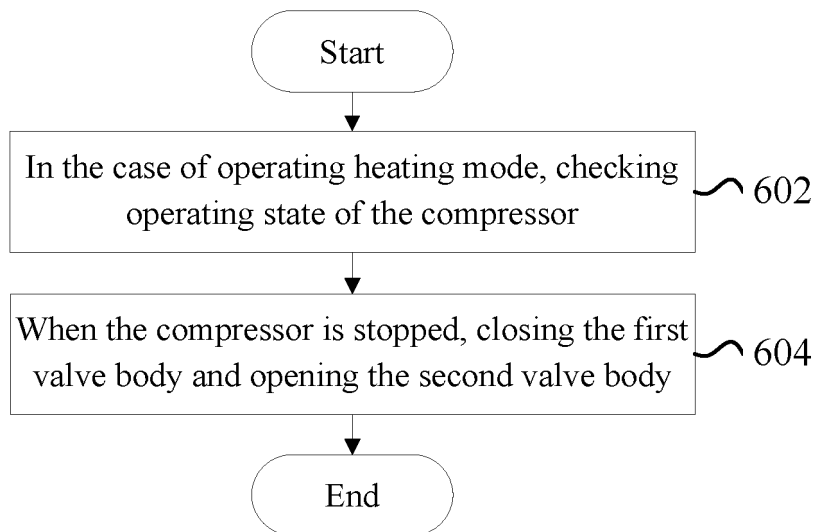 Start
In the case of operating heating mode, checking
operating state of the compressor
602
When the compressor is stopped, closing the first
valve body and opening the second valve body
604
End